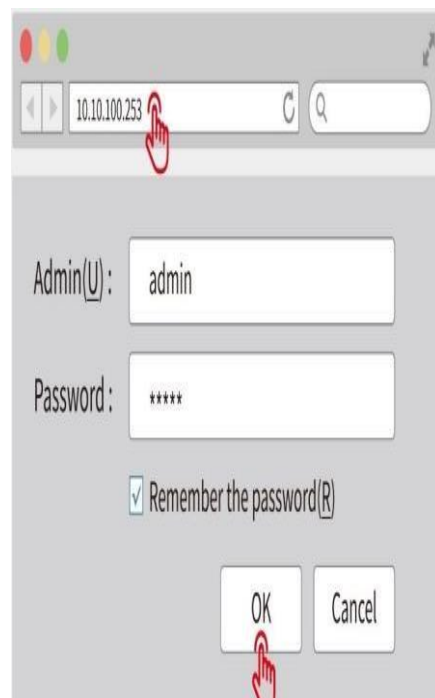 10.10.100.253
Admin(U) : admin
Password : *****
Remember the password(R)
OK Cancel